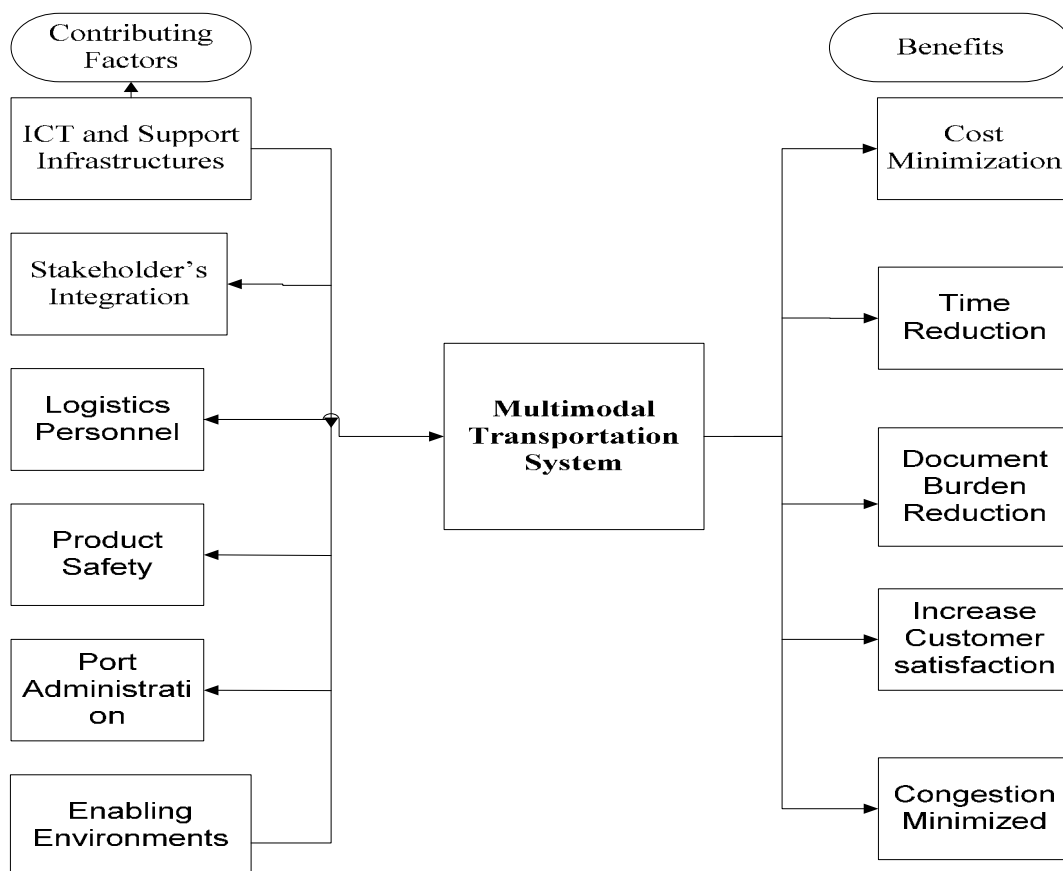 Contributing
Factors
ICT and Support
Infrastructures
Stakeholder's
Integration
Logistics
Personnel
Product
Safety
Port
Administrati
on
Enabling
Environments
Multimodal
Transportation
System
Benefits
Cost
Minimization
Time
Reduction
Document
Burden
Reduction
Increase
Customer
satisfaction
Congestion
Minimized